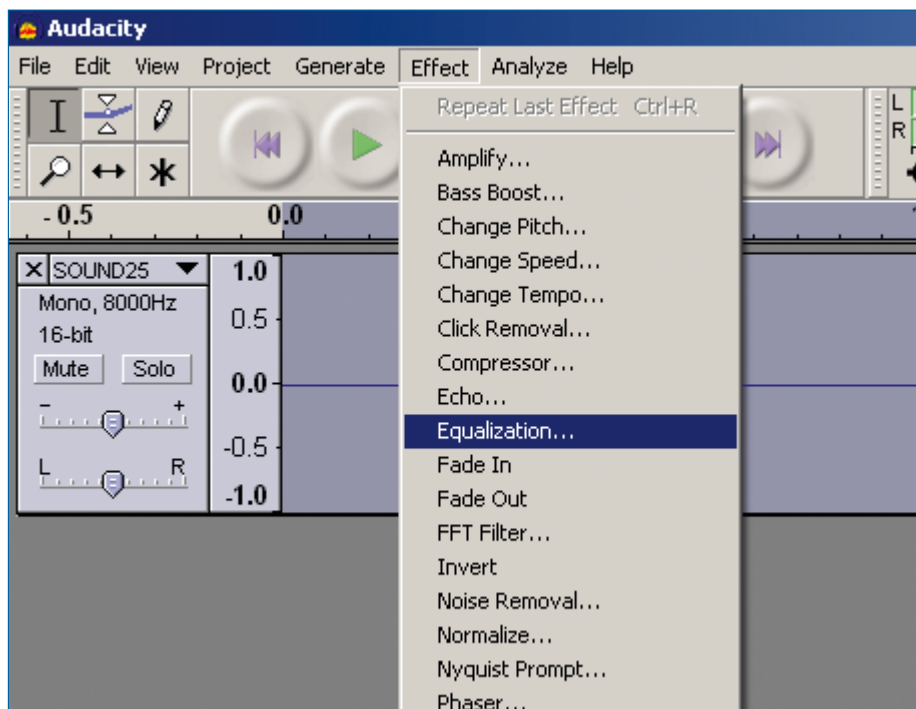 Audacity
File Edit View Project Generate Effect Analyze Help
Repeat Last Effect Ctrl+R
L
R
Amplify...
Bass Boost...
Change Pitch...
Change Speed...
Change Tempo...
Click Removal...
Compressor...
Echo...
Equalization...
Fade In
Fade Out
FFT Filter...
Invert
Noise Removal...
Normalize...
Nyquist Prompt...
Phaser...
- 0.5 0.0
SOUND25
Mono, 8000Hz
16-bit
Mute Solo
- +
L R
1.0
0.5
0.0
-0.5
-1.0